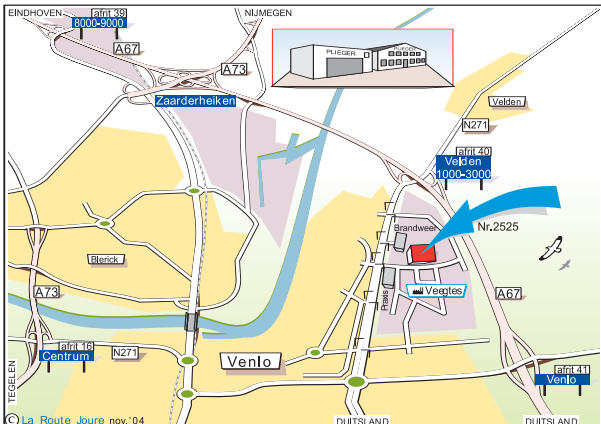 EINDHOVEN
afrit 39
8000-9000
NIJMEGEN
A67
A73
PLIEGER
PLIEGER
Zaarderheiken
Velden
N271
afrit 40
Velden
1000-3000
Brandweer
Nr.2525
Blerick
Veegtes
Praxis
A73
A67
afrit 16
Centrum
N271
Venlo
afrit 41
Venlo
TEGELEN
© La Route Joure nov.'04
DUITSLAND
DUITSLAND